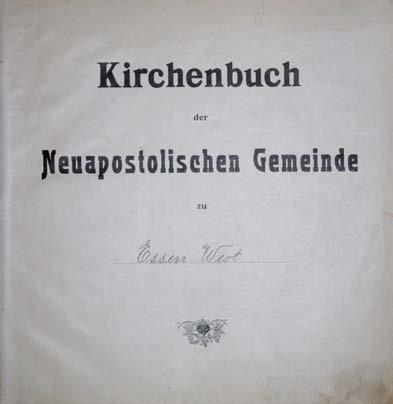 Kirchenbuch
der
Neuapostolischen Gemeinde
zu
Essen West